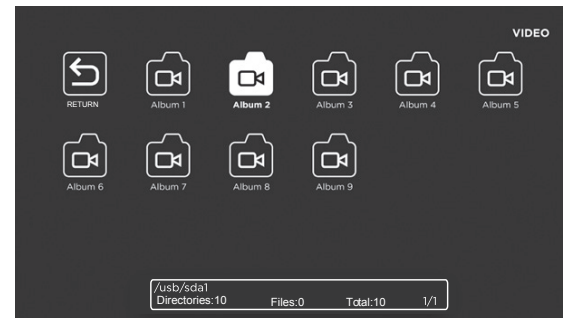 VIDEO
RETURN Album 1 Album 2 Album 3 Album 4 Album 5
Album 6 Album 7 Album 8 Album 9
/usb/sda1
Directories:10 Files:0 Total:10 1/1